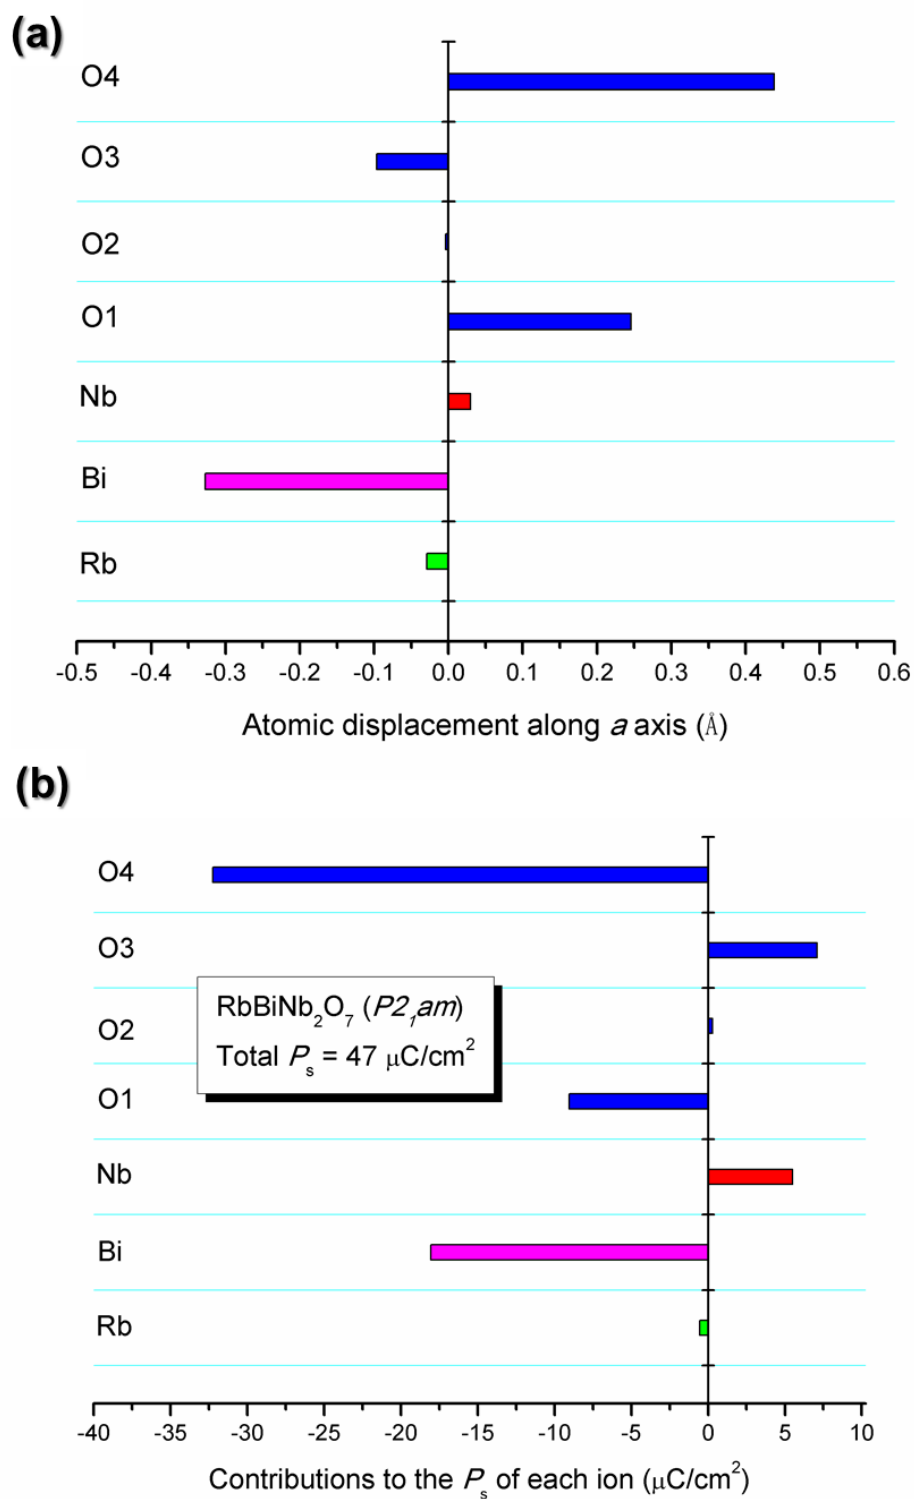 (a)
O4
O3
O2
O1
Nb
Bi
Rb
-0.5 -0.4 -0.3 -0.2 -0.1 0.0 0.1 0.2 0.3 0.4 0.5 0.6
Atomic displacement along a axis (Å)
(b)
O4
O3
RbBiNb₂O₇ (P2₁am)
O2
Total Pₛ = 47 μC/cm²
O1
Nb
Bi
Rb
-40 -35 -30 -25 -20 -15 -10 -5 0 5 10
Contributions to the Pₛ of each ion (μC/cm²)